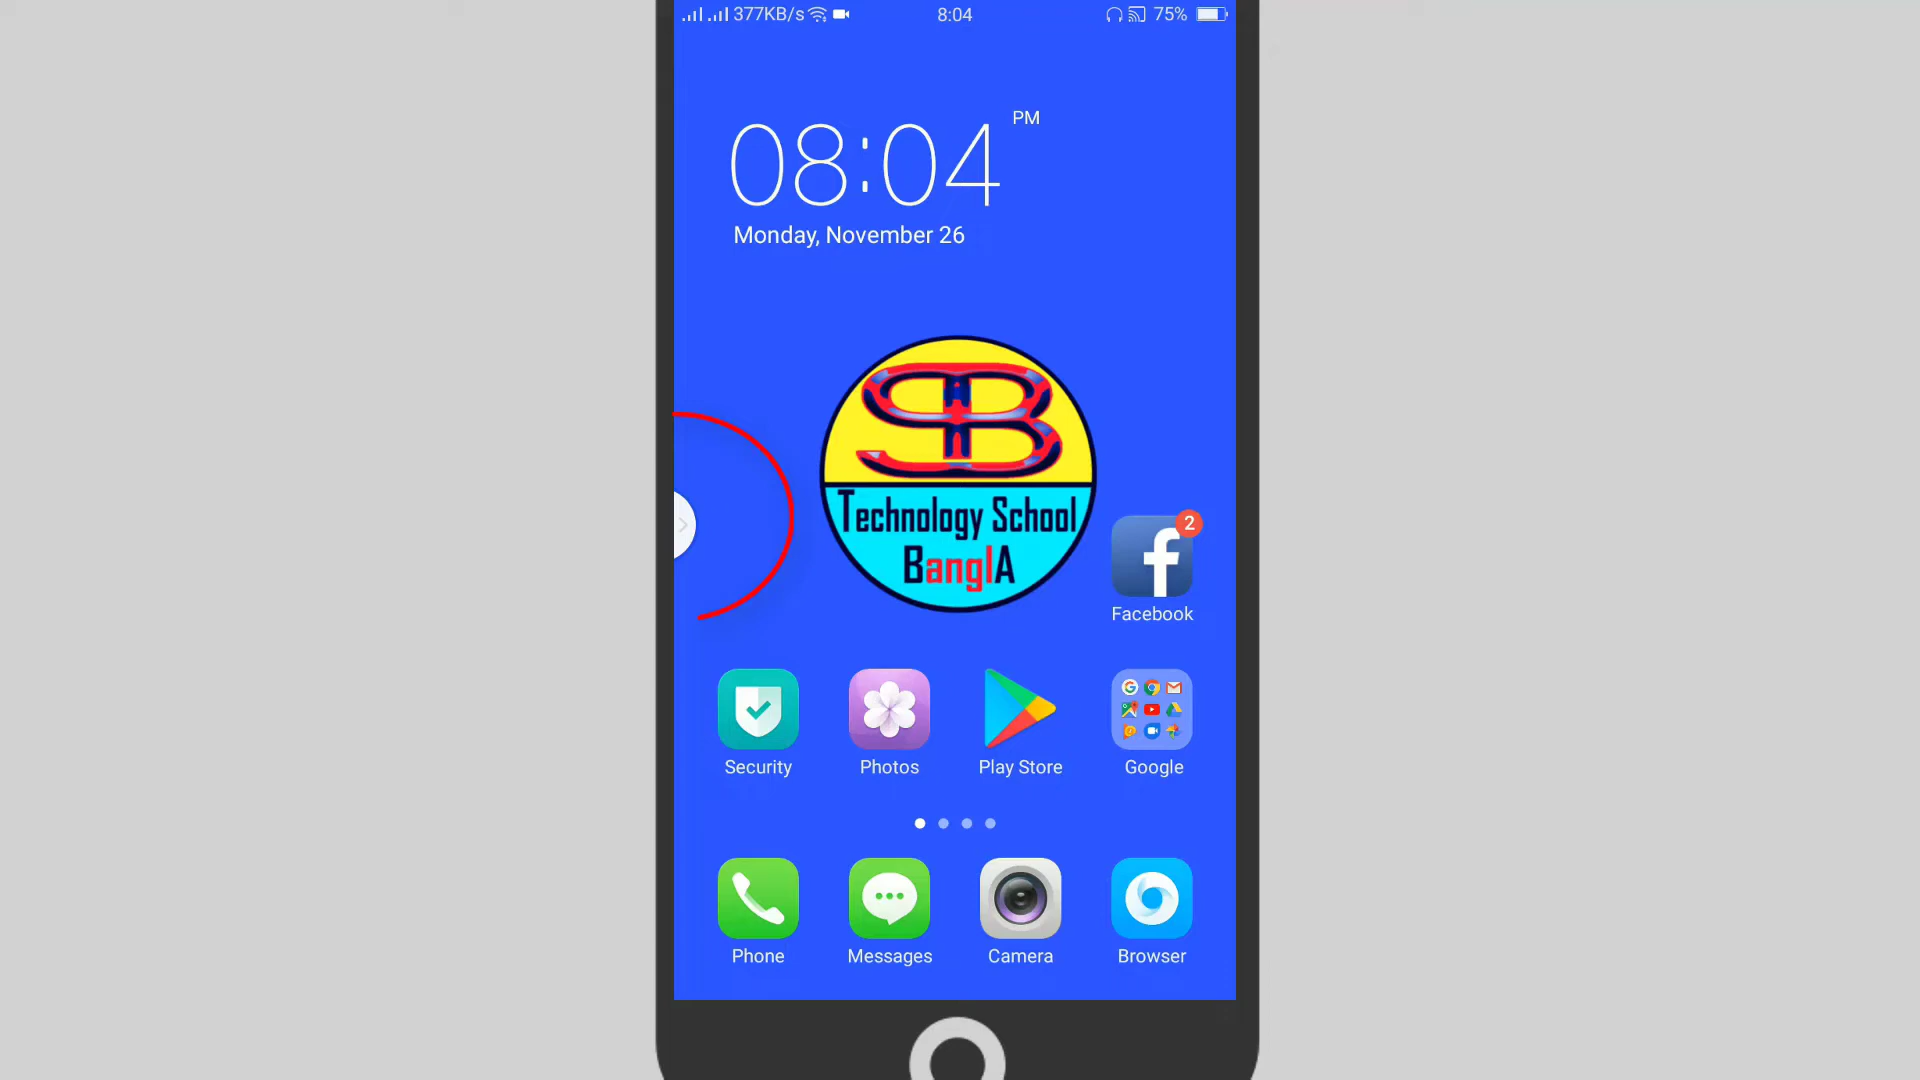 377KB/s 8:04 75%
PM
08:04
Monday, November 26
SB
Technology School
BanglA
2
Facebook
Security Photos Play Store Google
Phone Messages Camera Browser